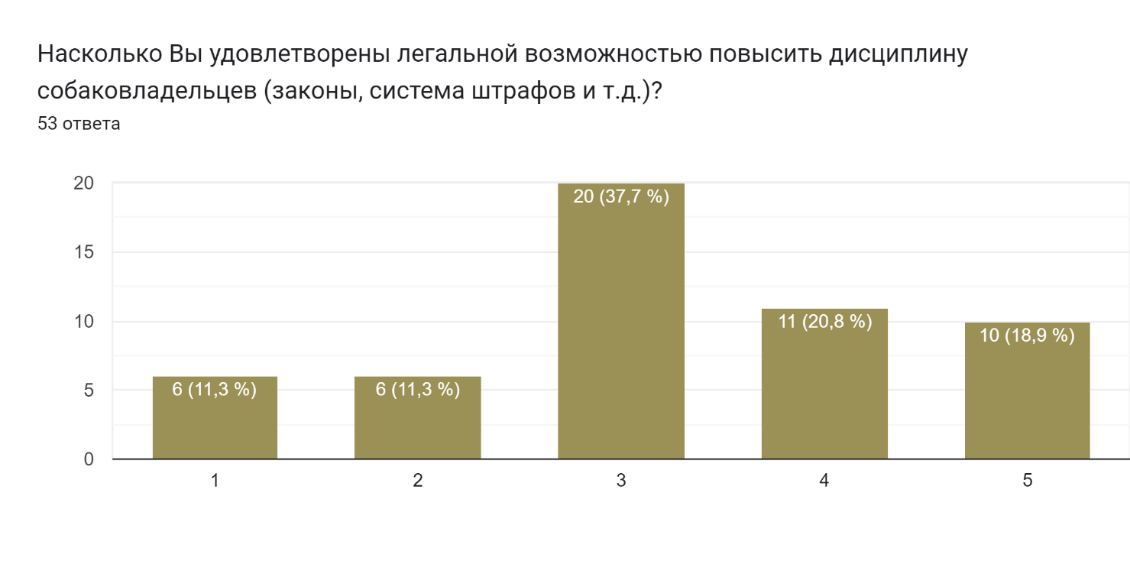 Насколько Вы удовлетворены легальной возможностью повысить дисциплину
собаковладельцев (законы, система штрафов и т.д.)?
53 ответа
20
15
10
5
0
6 (11,3 %)
6 (11,3 %)
20 (37,7 %)
11 (20,8 %)
10 (18,9 %)
1
2
3
4
5